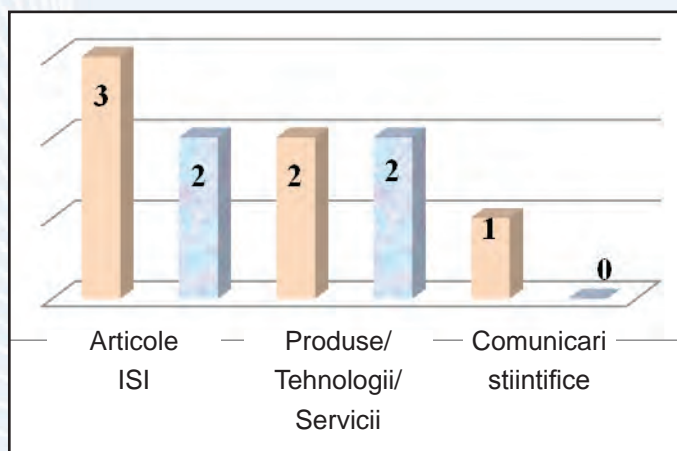 3
2
2
2
1
0
Articole
ISI
Produse/
Tehnologii/
Servicii
Comunicari
stiintifice